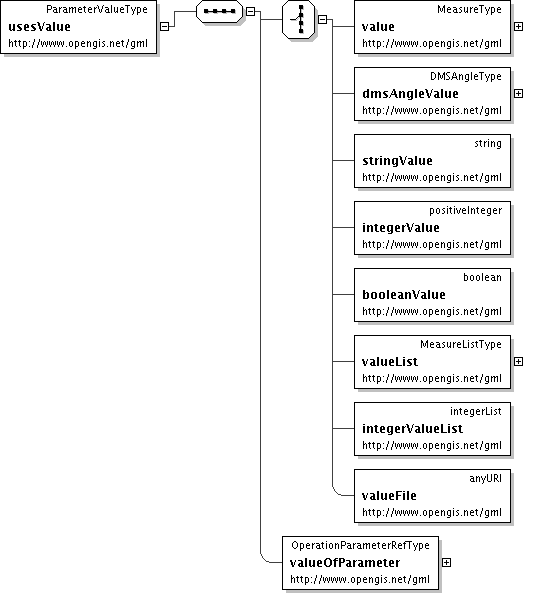 ParameterValueType
usesValue
http://www.opengis.net/gml
MeasureType
value
http://www.opengis.net/gml
DMSAngleType
dmsAngleValue
http://www.opengis.net/gml
string
stringValue
http://www.opengis.net/gml
positiveInteger
integerValue
http://www.opengis.net/gml
boolean
booleanValue
http://www.opengis.net/gml
MeasureListType
valueList
http://www.opengis.net/gml
integerList
integerValueList
http://www.opengis.net/gml
anyURI
valueFile
http://www.opengis.net/gml
OperationParameterRefType
valueOfParameter
http://www.opengis.net/gml